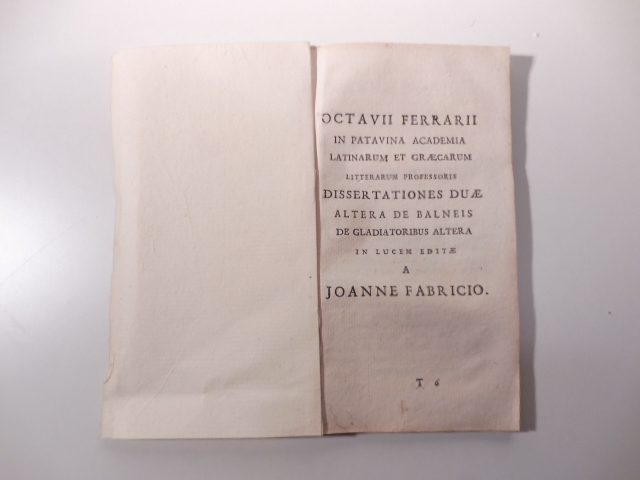 OCTAVII FERRARII
IN PATAVINA ACADEMIA
LATINARUM ET GRÆCARUM
LITTERARUM PROFESSORIS
DISSERTATIONES DUÆ
ALTERA DE BALNEIS
DE GLADIATORIBUS ALTERA
IN LUCEM EDITÆ
A
JOANNE FABRICIO.
T 6